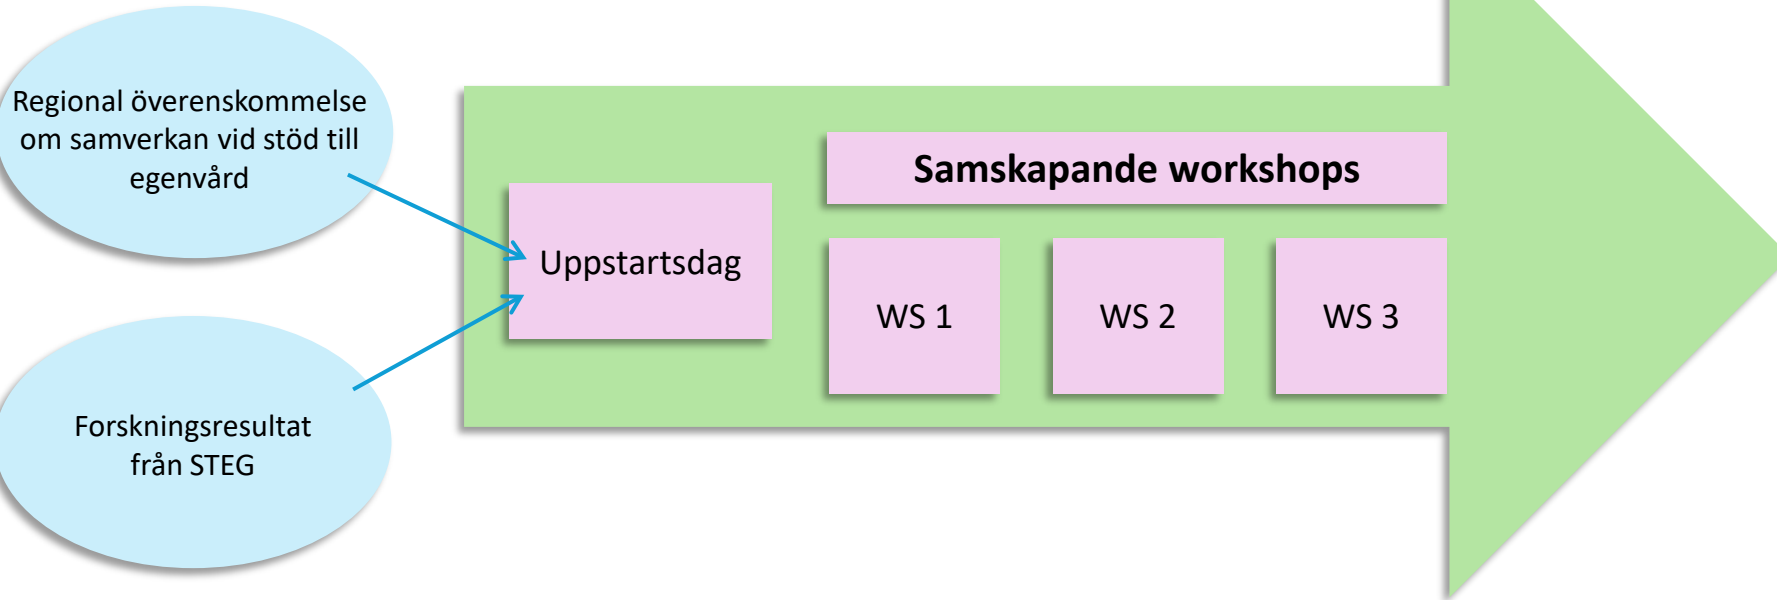 Regional överenskommelse
om samverkan vid stöd till
egenvård
Forskningsresultat
från STEG
Uppstartsdag
Samskapande workshops
WS 1
WS 2
WS 3